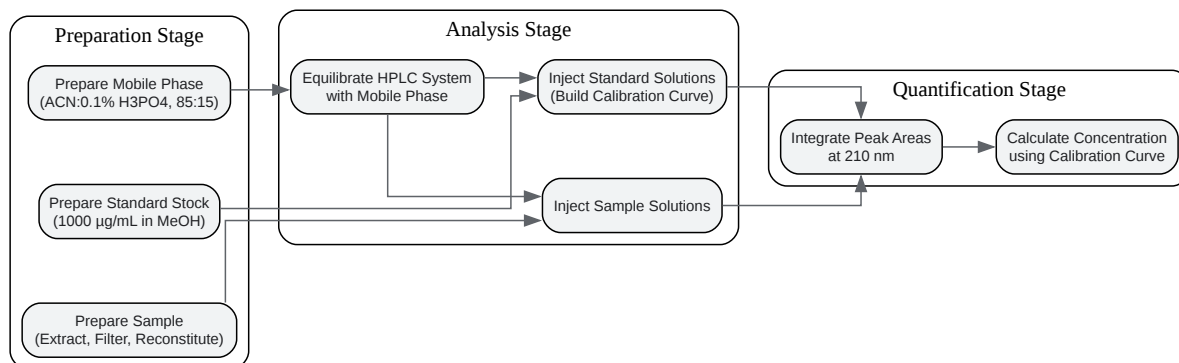 Preparation Stage
Prepare Mobile Phase
(ACN:0.1% H3PO4, 85:15)
Prepare Standard Stock
(1000 µg/mL in MeOH)
Prepare Sample
(Extract, Filter, Reconstitute)
Analysis Stage
Equilibrate HPLC System
with Mobile Phase
Inject Standard Solutions
(Build Calibration Curve)
Inject Sample Solutions
Quantification Stage
Integrate Peak Areas
at 210 nm
Calculate Concentration
using Calibration Curve